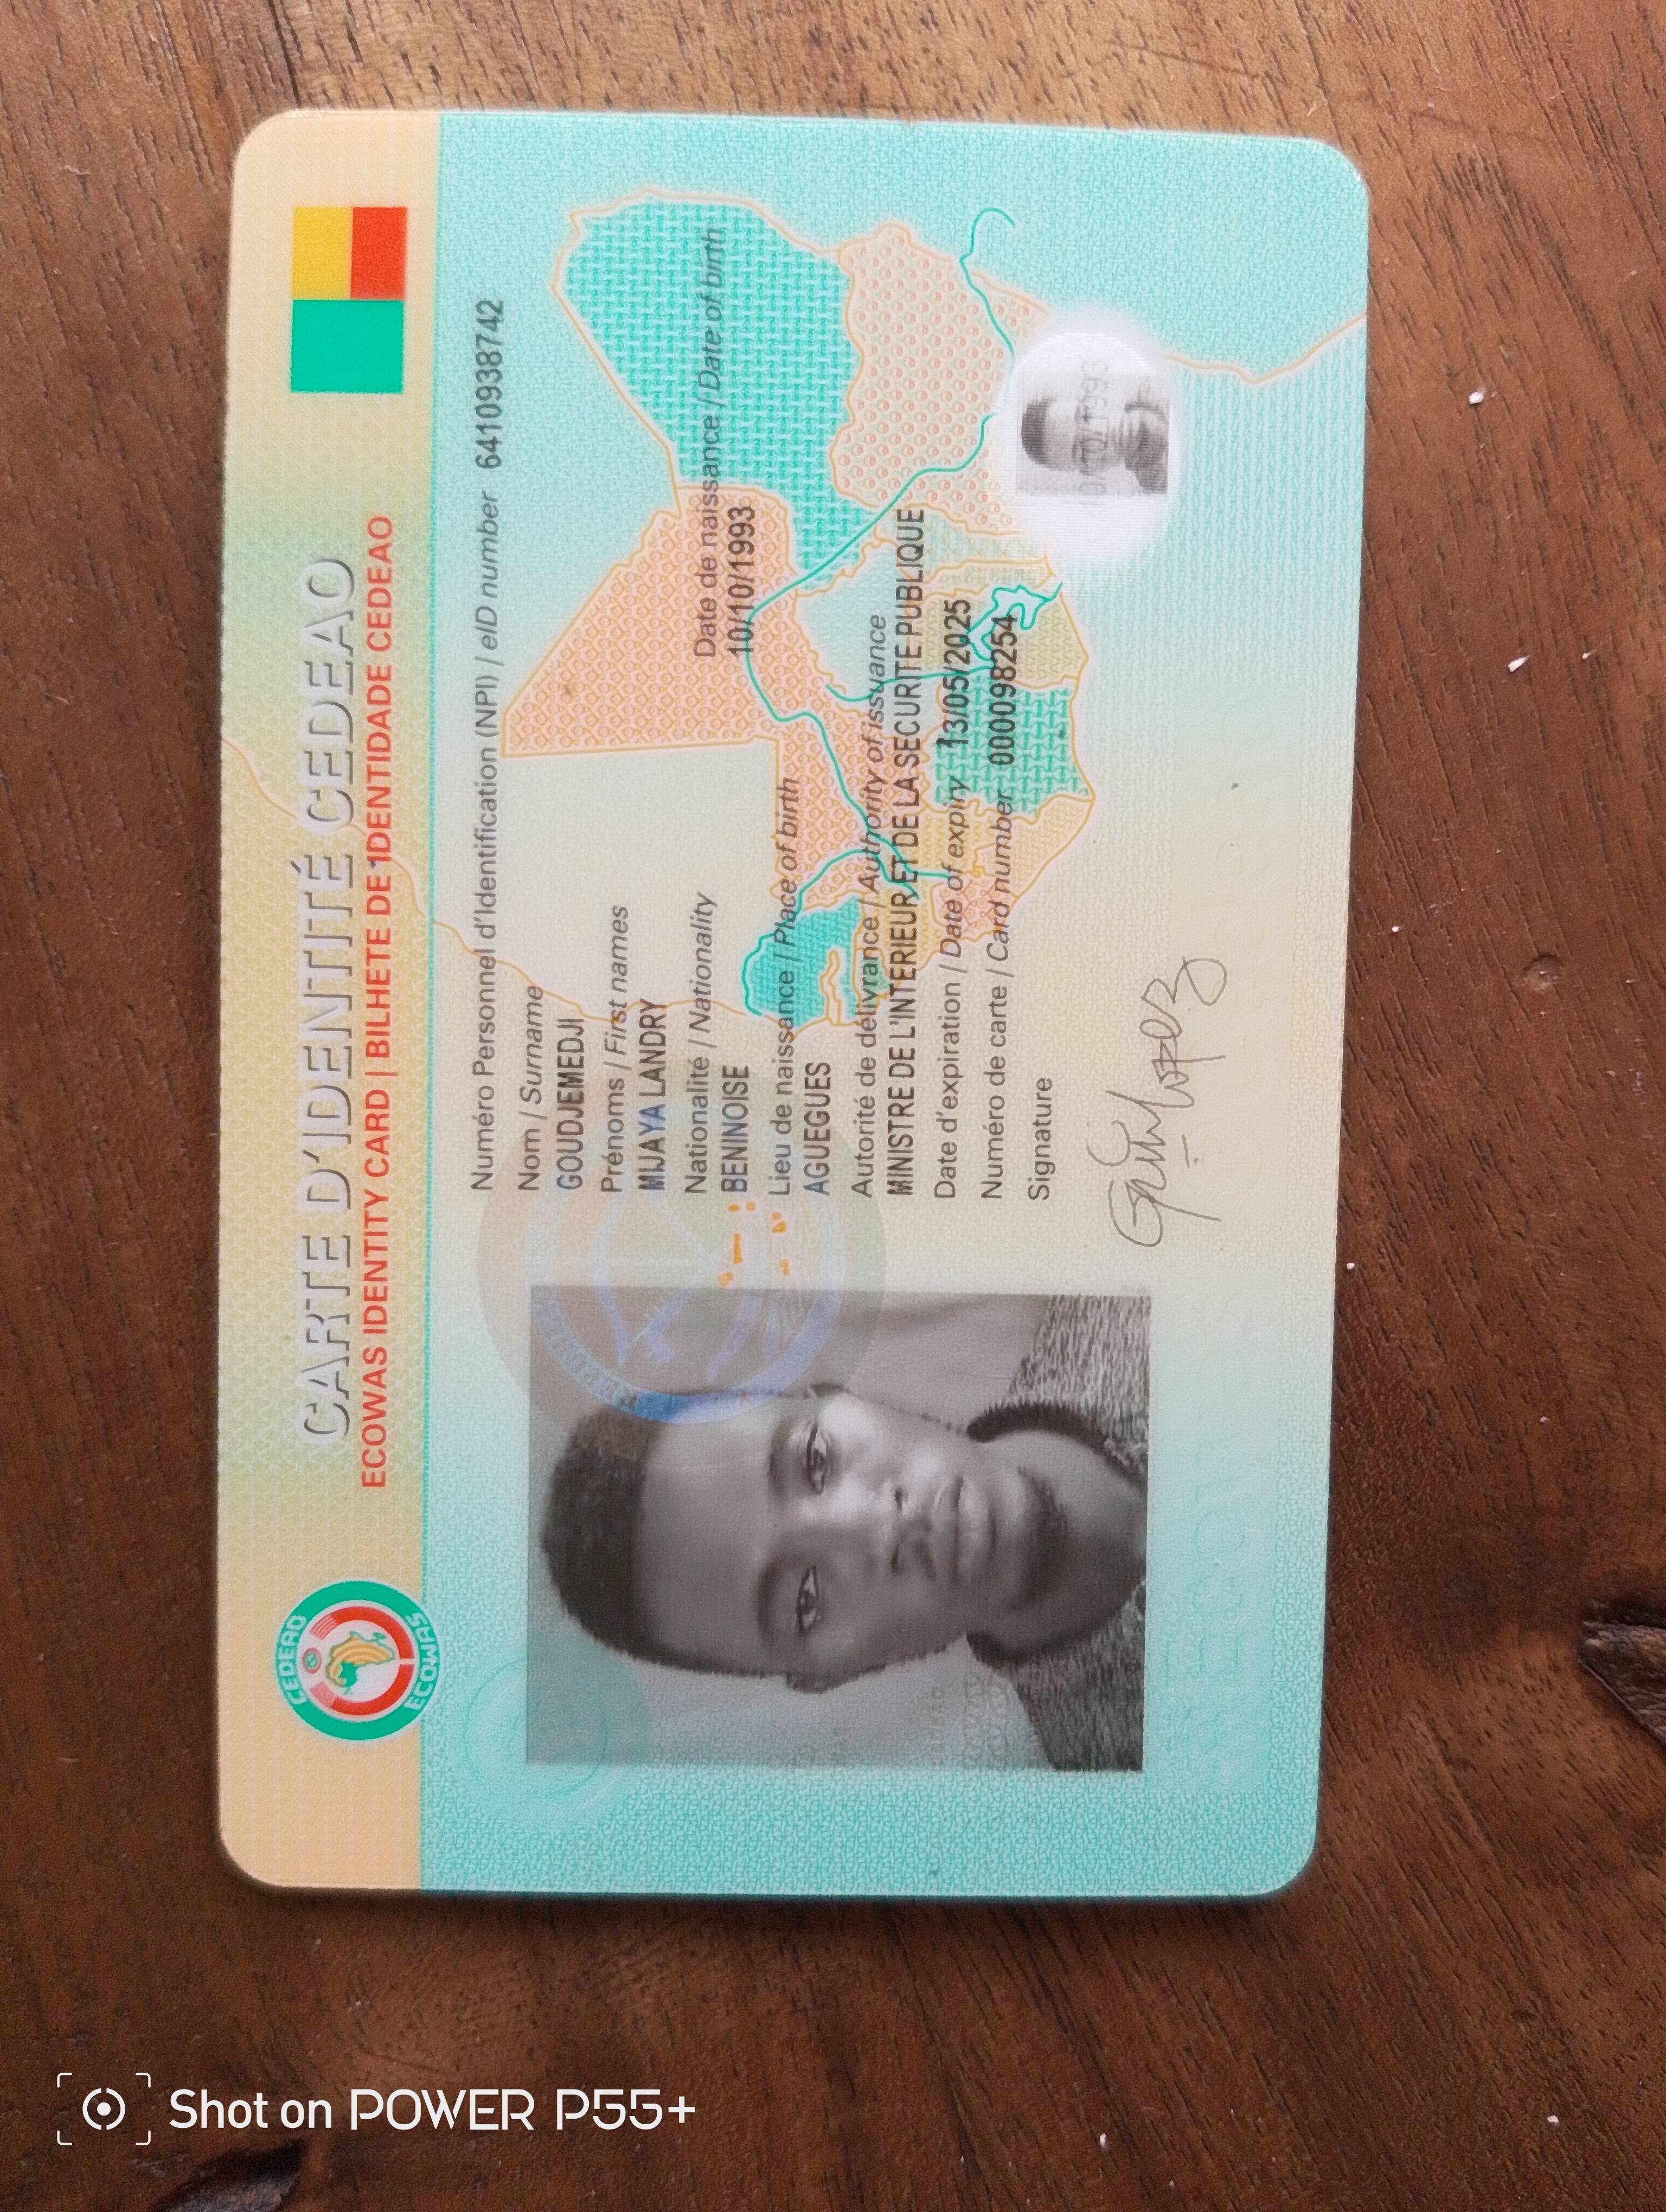 CARTE D'IDENTITÉ CEDEAO
ECOWAS IDENTITY CARD | BILHETE DE IDENTIDADE CEDEAO
CEDEAO
ECOWAS
Numéro Personnel d'Identification (NPI) / eID number 6410938742
Nom / Surname
GOUDJEMEDJI
Prénoms / First names
MIJAYA LANDRY
Nationalité / Nationality
BENINOISE
Date de naissance / Date of birth
10/10/1993
Lieu de naissance / Place of birth
AGUEGUES
Autorité de délivrance / Authority of issuance
MINISTRE DE L'INTERIEUR ET DE LA SECURITE PUBLIQUE
Date d'expiration / Date of expiry 13/05/2025
Numéro de carte / Card number 000098254
Signature
Shot on POWER P55+